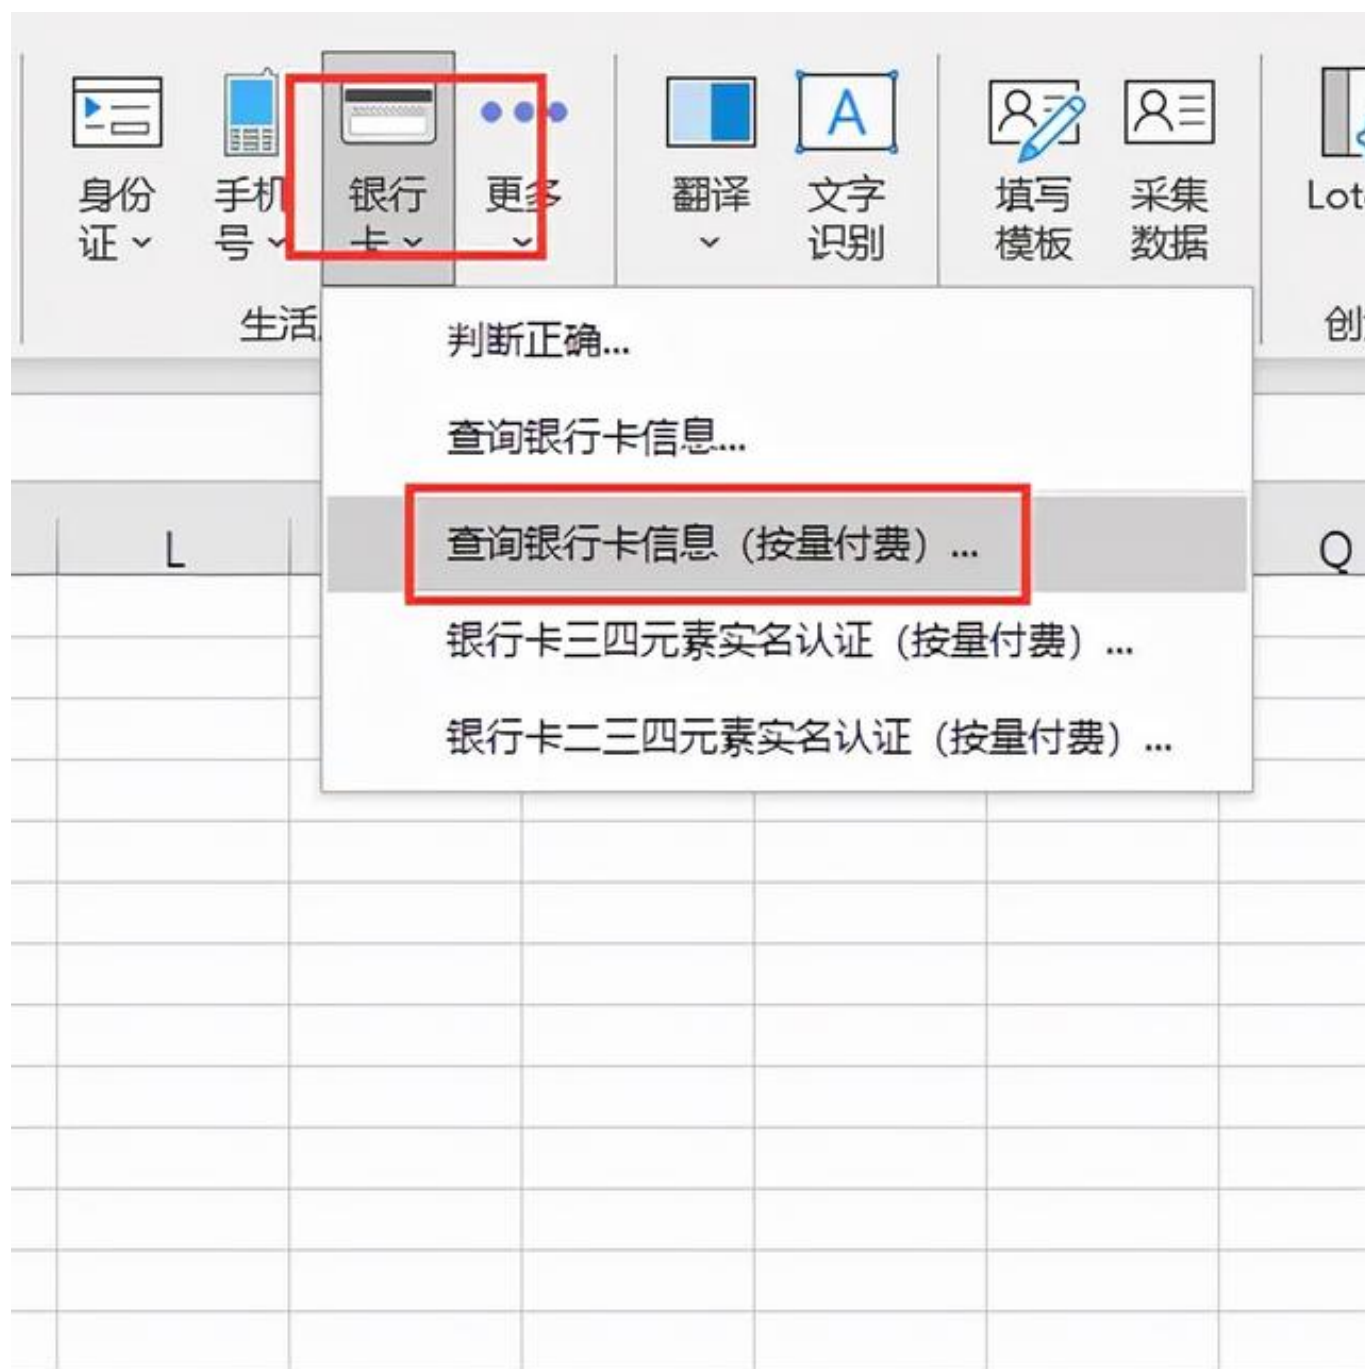 身份
证
手机
号
银行
卡
更多
翻译
文字
识别
A
填写
模板
采集
数据
Lot
生活
创
判断正确...
查询银行卡信息...
查询银行卡信息（按量付费）...
银行卡三四元素实名认证（按量付费）...
银行卡二三四元素实名认证（按量付费）...
L
Q